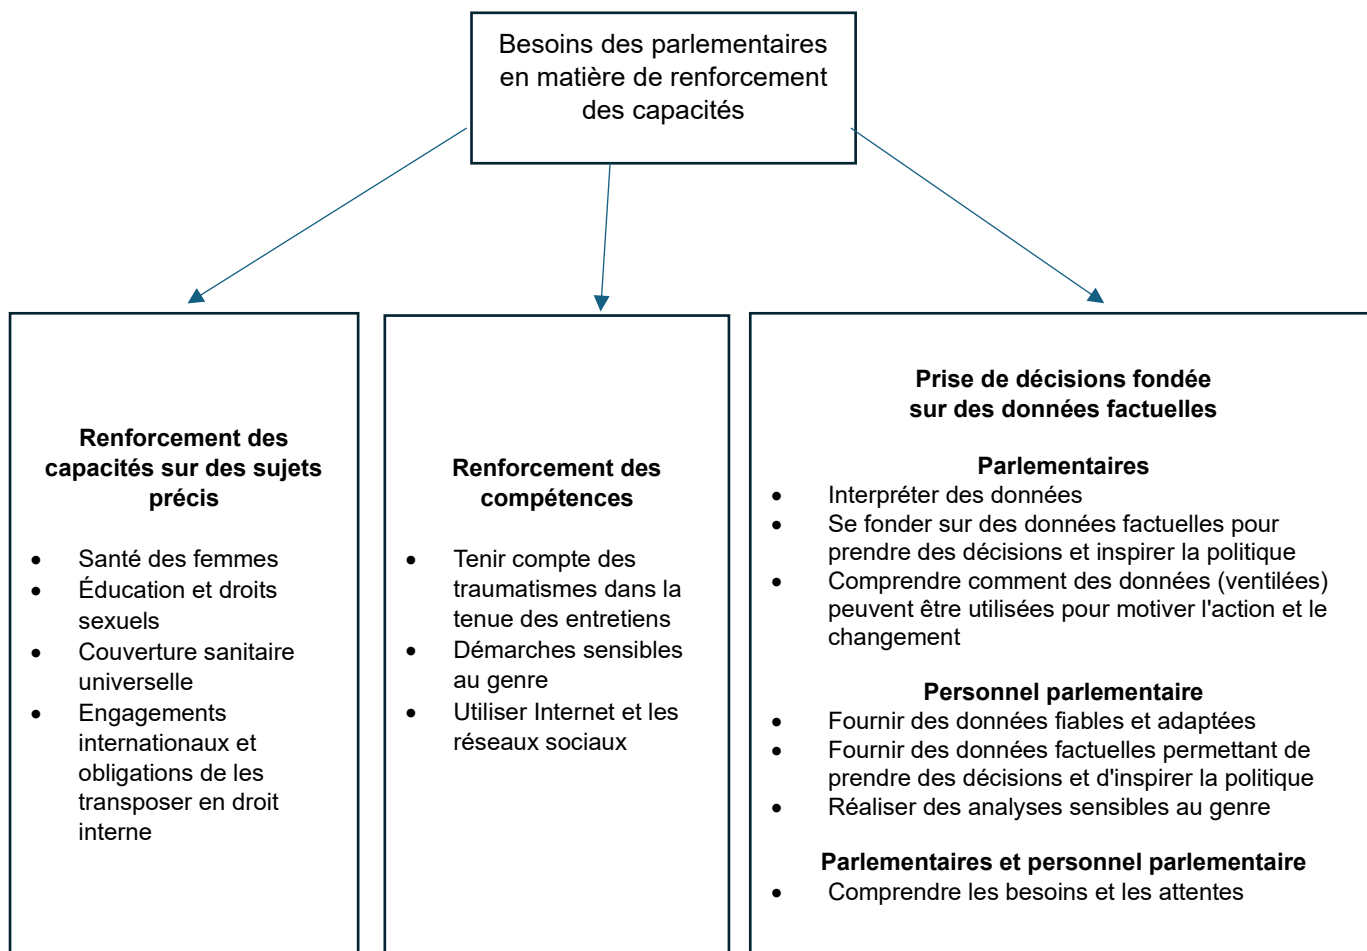 Besoins des parlementaires
en matière de renforcement
des capacités
Renforcement des
capacités sur des sujets
précis
• Santé des femmes
• Éducation et droits
sexuels
• Couverture sanitaire
universelle
• Engagements
internationaux et
obligations de les
transposer en droit
interne
Renforcement des
compétences
• Tenir compte des
traumatismes dans la
tenue des entretiens
• Démarches sensibles
au genre
• Utiliser Internet et les
réseaux sociaux
Prise de décisions fondée
sur des données factuelles
Parlementaires
• Interpréter des données
• Se fonder sur des données factuelles pour
prendre des décisions et inspirer la politique
• Comprendre comment des données (ventilées)
peuvent être utilisées pour motiver l'action et le
changement
Personnel parlementaire
• Fournir des données fiables et adaptées
• Fournir des données factuelles permettant de
prendre des décisions et d'inspirer la politique
• Réaliser des analyses sensibles au genre
Parlementaires et personnel parlementaire
• Comprendre les besoins et les attentes